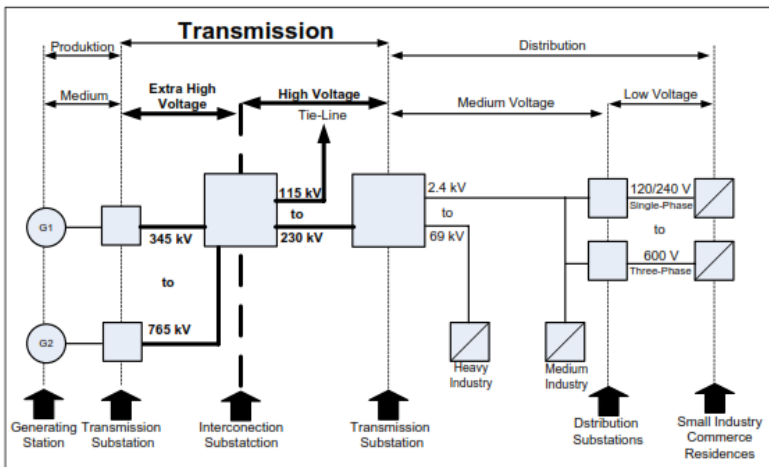 Transmission
Produktion
Distribution
Medium
Extra High
Voltage
High Voltage
Tie-Line
Medium Voltage
Low Voltage
115 kV
to
230 kV
2.4 kV
to
69 kV
120/240 V
Single-Phase
to
600 V
Three-Phase
G1
345 kV
to
765 kV
G2
Heavy
Industry
Medium
Industry
Generating
Station
Transmission
Substation
Interconection
Substatction
Transmission
Substation
Dstribution
Substations
Small Industry
Commerce
Residences